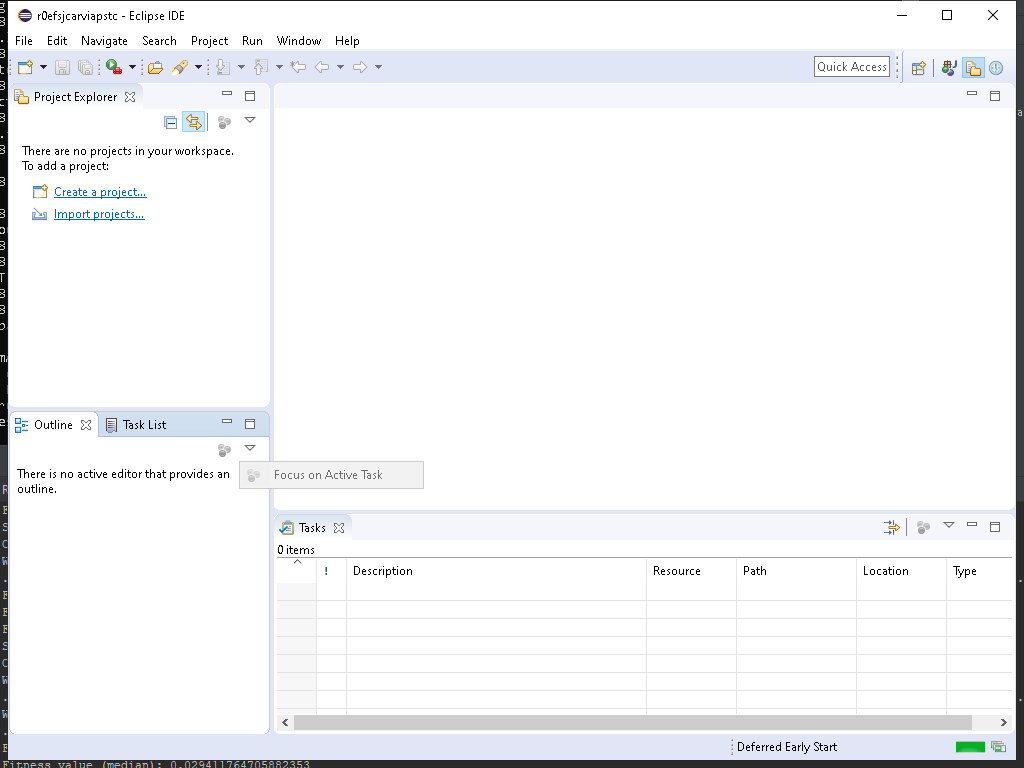 r0efsjcarviapstc - Eclipse IDE
File Edit Navigate Search Project Run Window Help
Quick Access
Project Explorer
There are no projects in your workspace.
To add a project:
Create a project...
Import projects...
Outline Task List
There is no active editor that provides an
outline.
Focus on Active Task
Tasks
0 items
! Description Resource Path Location Type
Deferred Early Start
Fitness value (median): 0.029411764705882353